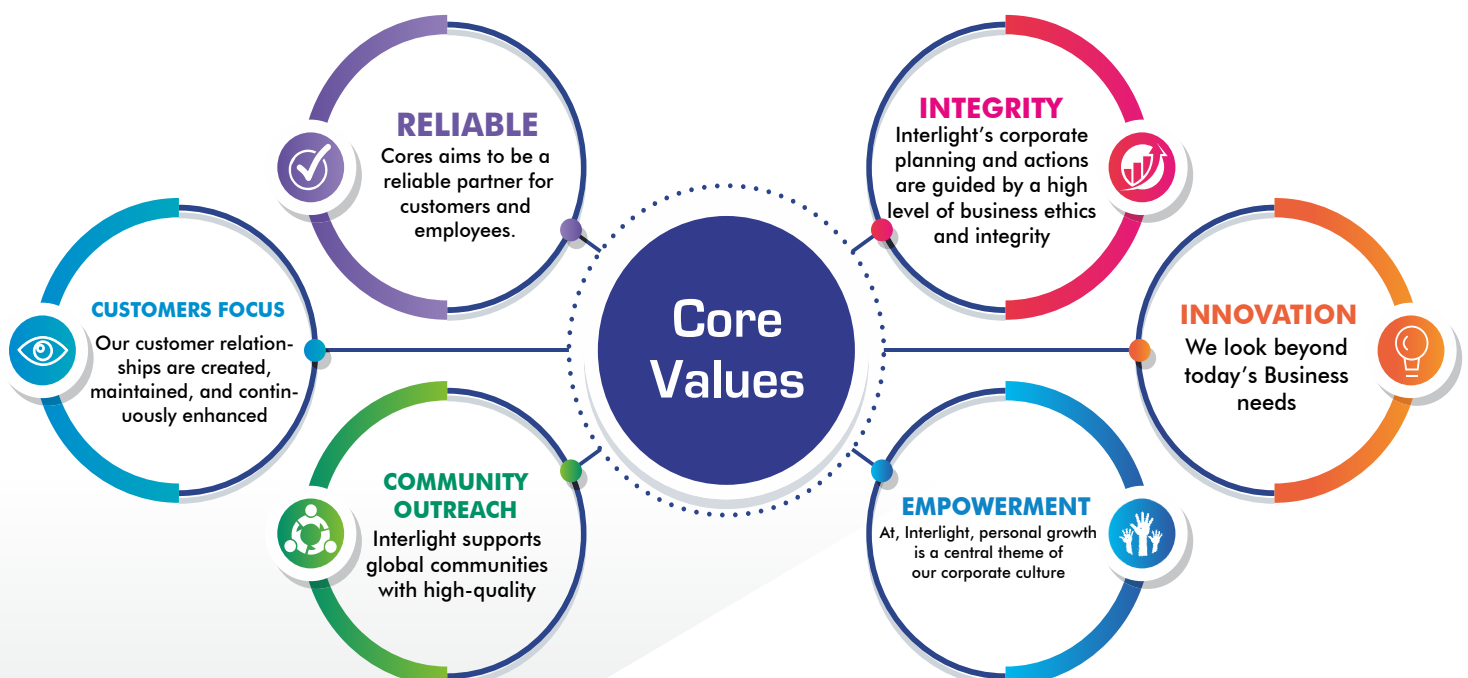 RELIABLE
Cores aims to be a
reliable partner for
customers and
employees.
INTEGRITY
Interlight’s corporate
planning and actions
are guided by a high
level of business ethics
and integrity
CUSTOMERS FOCUS
Our customer relation-
ships are created,
maintained, and contin-
uously enhanced
Core
Values
INNOVATION
We look beyond
today’s Business
needs
COMMUNITY
OUTREACH
Interlight supports
global communities
with high-quality
EMPOWERMENT
At, Interlight, personal growth
is a central theme of
our corporate culture